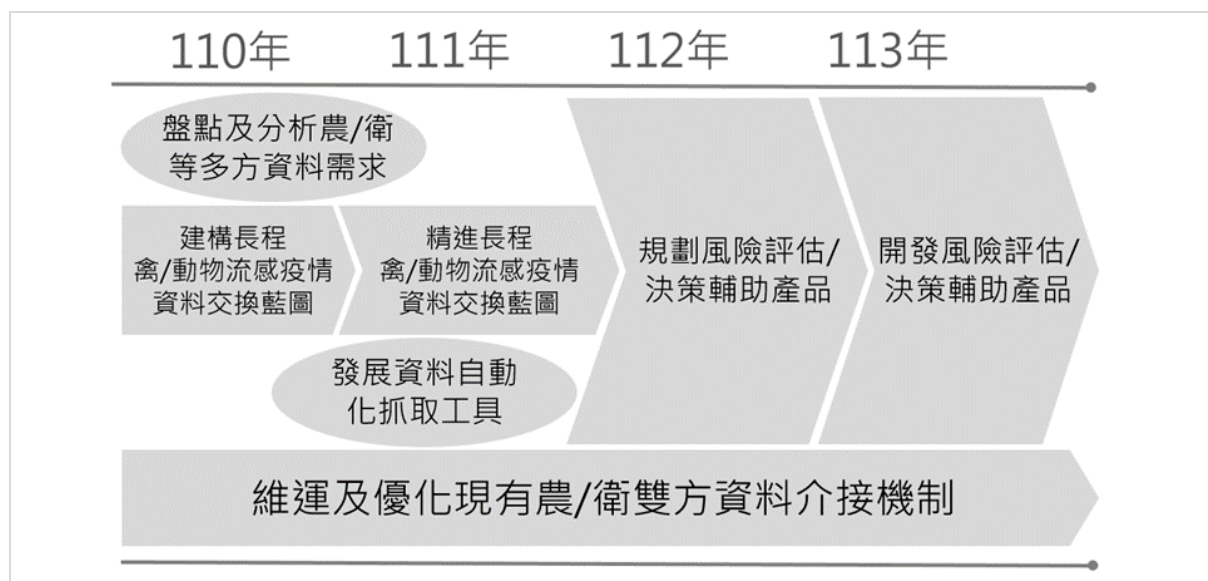 110年 111年 112年 113年
盤點及分析農/衛
等多方資料需求
建構長程
禽/動物流感疫情
資料交換藍圖
精進長程
禽/動物流感疫情
資料交換藍圖
發展資料自動
化抓取工具
規劃風險評估/
決策輔助產品
開發風險評估/
決策輔助產品
維運及優化現有農/衛雙方資料介接機制